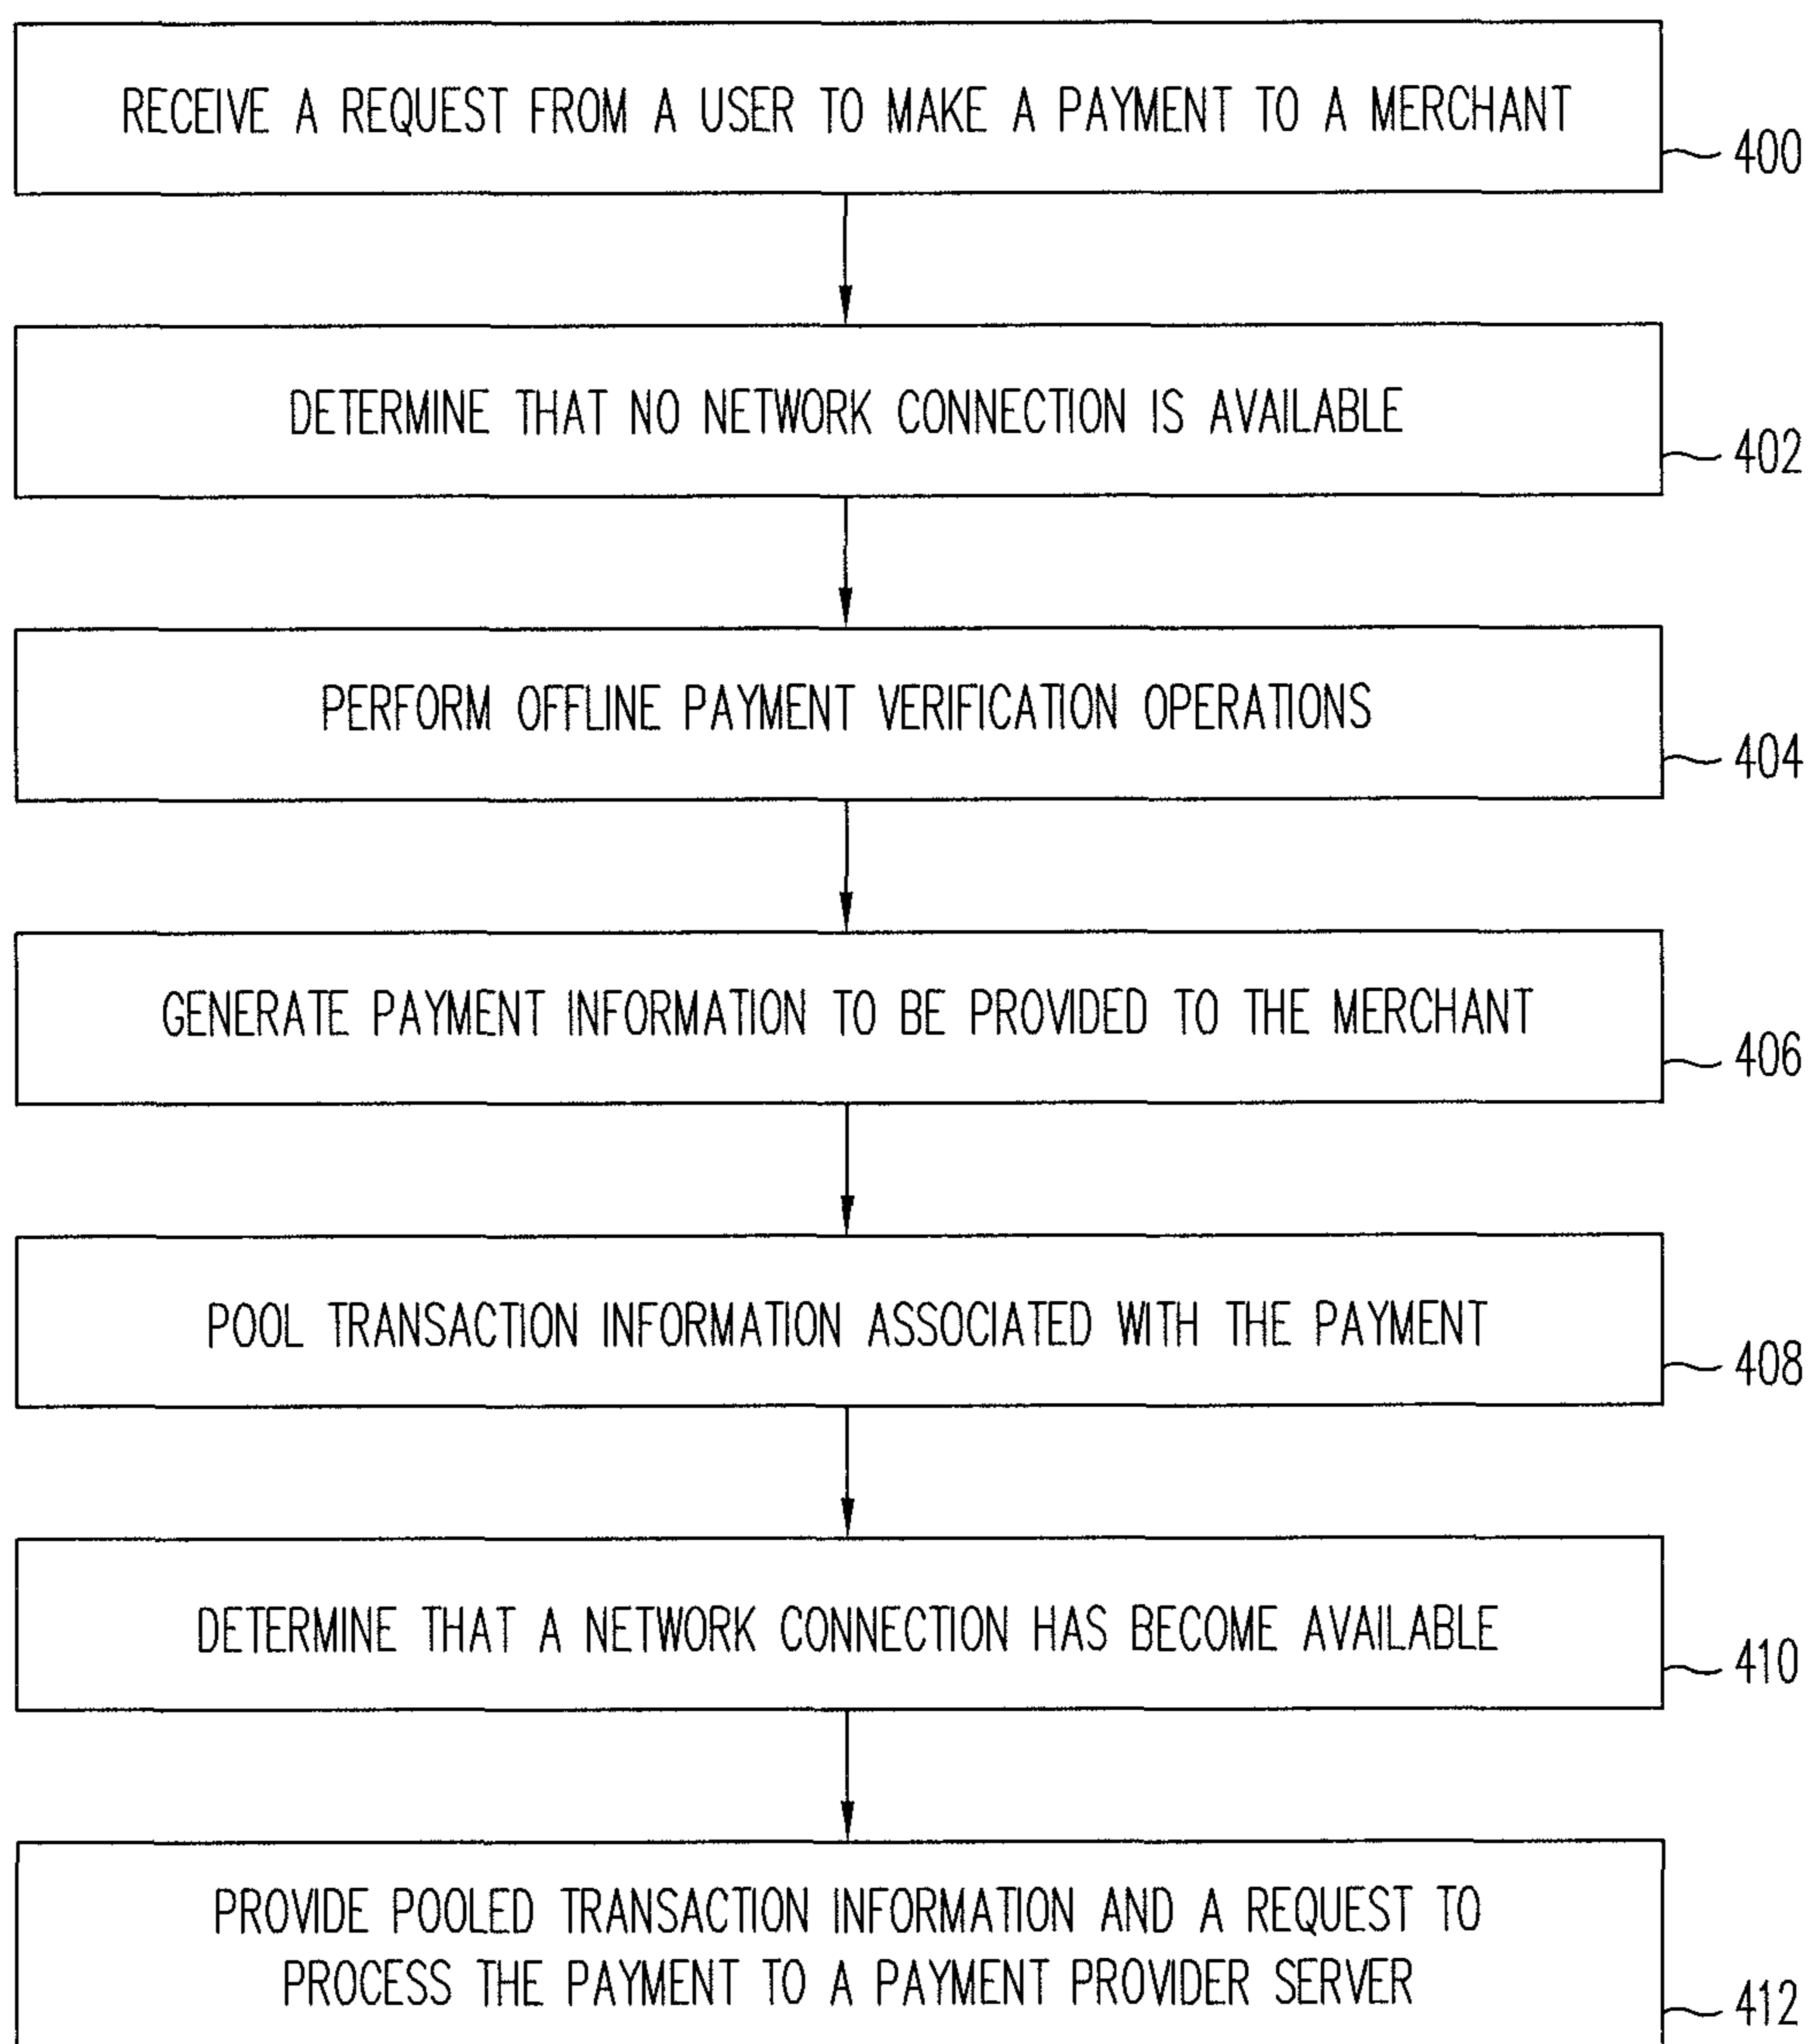 RECEIVE A REQUEST FROM A USER TO MAKE A PAYMENT TO A MERCHANT
400
DETERMINE THAT NO NETWORK CONNECTION IS AVAILABLE
402
PERFORM OFFLINE PAYMENT VERIFICATION OPERATIONS
404
GENERATE PAYMENT INFORMATION TO BE PROVIDED TO THE MERCHANT
406
POOL TRANSACTION INFORMATION ASSOCIATED WITH THE PAYMENT
408
DETERMINE THAT A NETWORK CONNECTION HAS BECOME AVAILABLE
410
PROVIDE POOLED TRANSACTION INFORMATION AND A REQUEST TO
PROCESS THE PAYMENT TO A PAYMENT PROVIDER SERVER
412